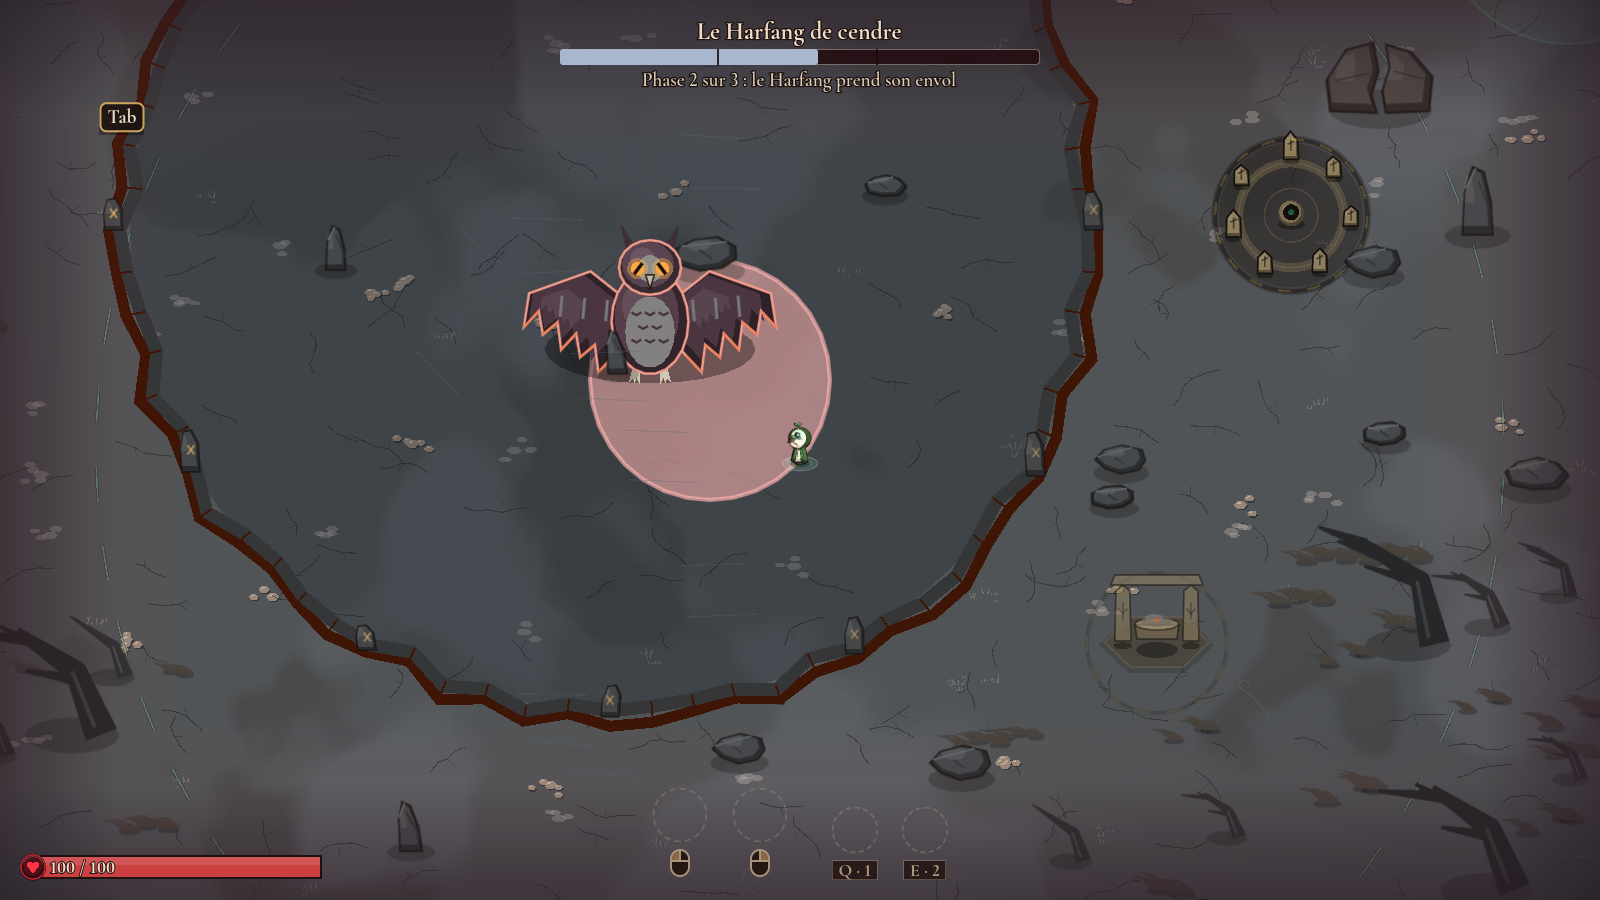 Le Harfang de cendre
Phase 2 sur 3 : le Harfang prend son envol
Tab
100 / 100
Q · 1
E · 2